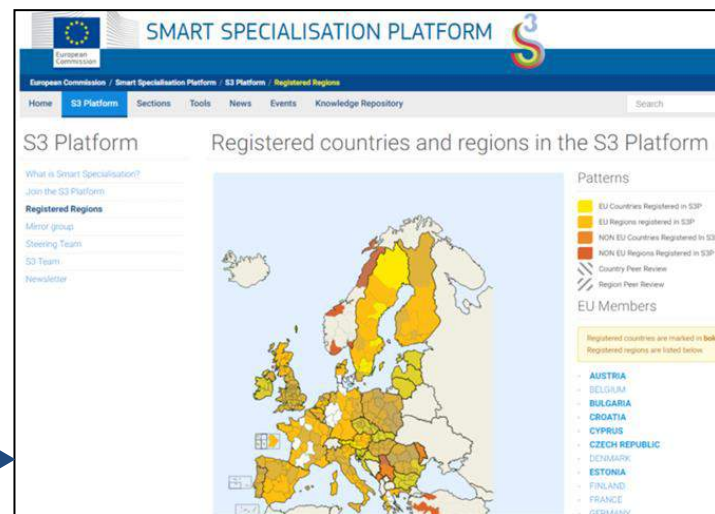 SMART SPECIALISATION PLATFORM
European
Commission
European Commission / Smart Specialisation Platform / S3 Platform / Registered Regions
Home S3 Platform Sections Tools News Events Knowledge Repository Search
S3 Platform
What is Smart Specialisation?
Join the S3 Platform
Registered Regions
Mirror group
Steering Team
S3 Team
Newsletter
Registered countries and regions in the S3 Platform
Patterns
EU Countries Registered in S3P
EU Regions registered in S3P
NON EU Countries Registered In S3
NON EU Regions Registered in S3P
Country Peer Review
Region Peer Review
EU Members
Registered countries are marked in bol
Registered regions are listed below.
AUSTRIA
BELGIUM
BULGARIA
CROATIA
CYPRUS
CZECH REPUBLIC
DENMARK
ESTONIA
FINLAND
FRANCE
GERMANY